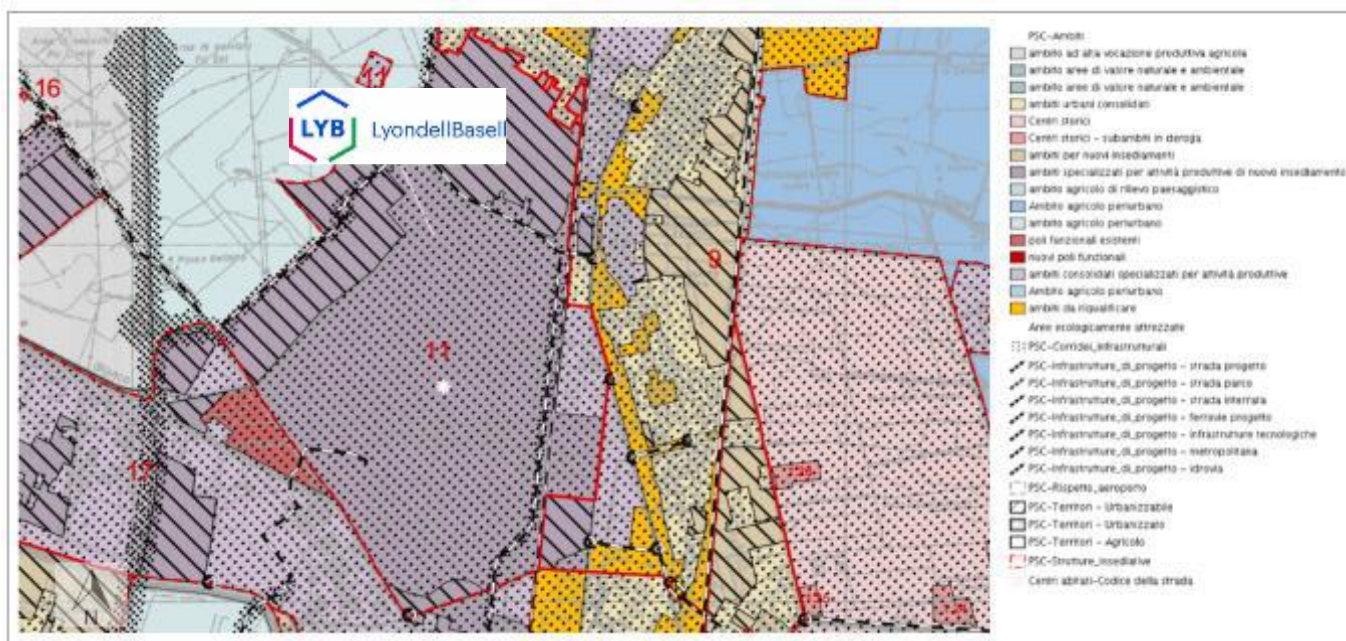 16
11
LYB LyondellBasell
9
11
12
N
PSC-Ambiti
ambito ad alta vocazione produttiva agricola
ambito aree di valore naturale e ambientale
ambito aree di valore naturale e ambientale
ambiti urbani consolidati
Centri storici
Centri storici - subambiti in deroga
ambiti per nuovi insediamenti
ambiti specializzati per attività produttive di nuovo insediamento
ambito agricolo di rilievo paesaggistico
Ambito agricolo periurbano
ambito agricolo periurbano
poli funzionali esistenti
nuovi poli funzionali
ambiti consolidati specializzati per attività produttive
Ambito agricolo periurbano
ambiti da riqualificare
Aree ecologicamente attrezzate
PSC-Corridoi_infrastrutturali
PSC-Infrastrutture_di_progetto - strada progetto
PSC-Infrastrutture_di_progetto - strada parco
PSC-Infrastrutture_di_progetto - strada interrata
PSC-Infrastrutture_di_progetto - ferrovie progetto
PSC-Infrastrutture_di_progetto - infrastrutture tecnologiche
PSC-Infrastrutture_di_progetto - metropolitana
PSC-Infrastrutture_di_progetto - idrovia
PSC-Rispetto_aeroporto
PSC-Territori - Urbanizzabile
PSC-Territori - Urbanizzato
PSC-Territori - Agricolo
PSC-Strutture_insediative
Centri abitati-Codice della strada